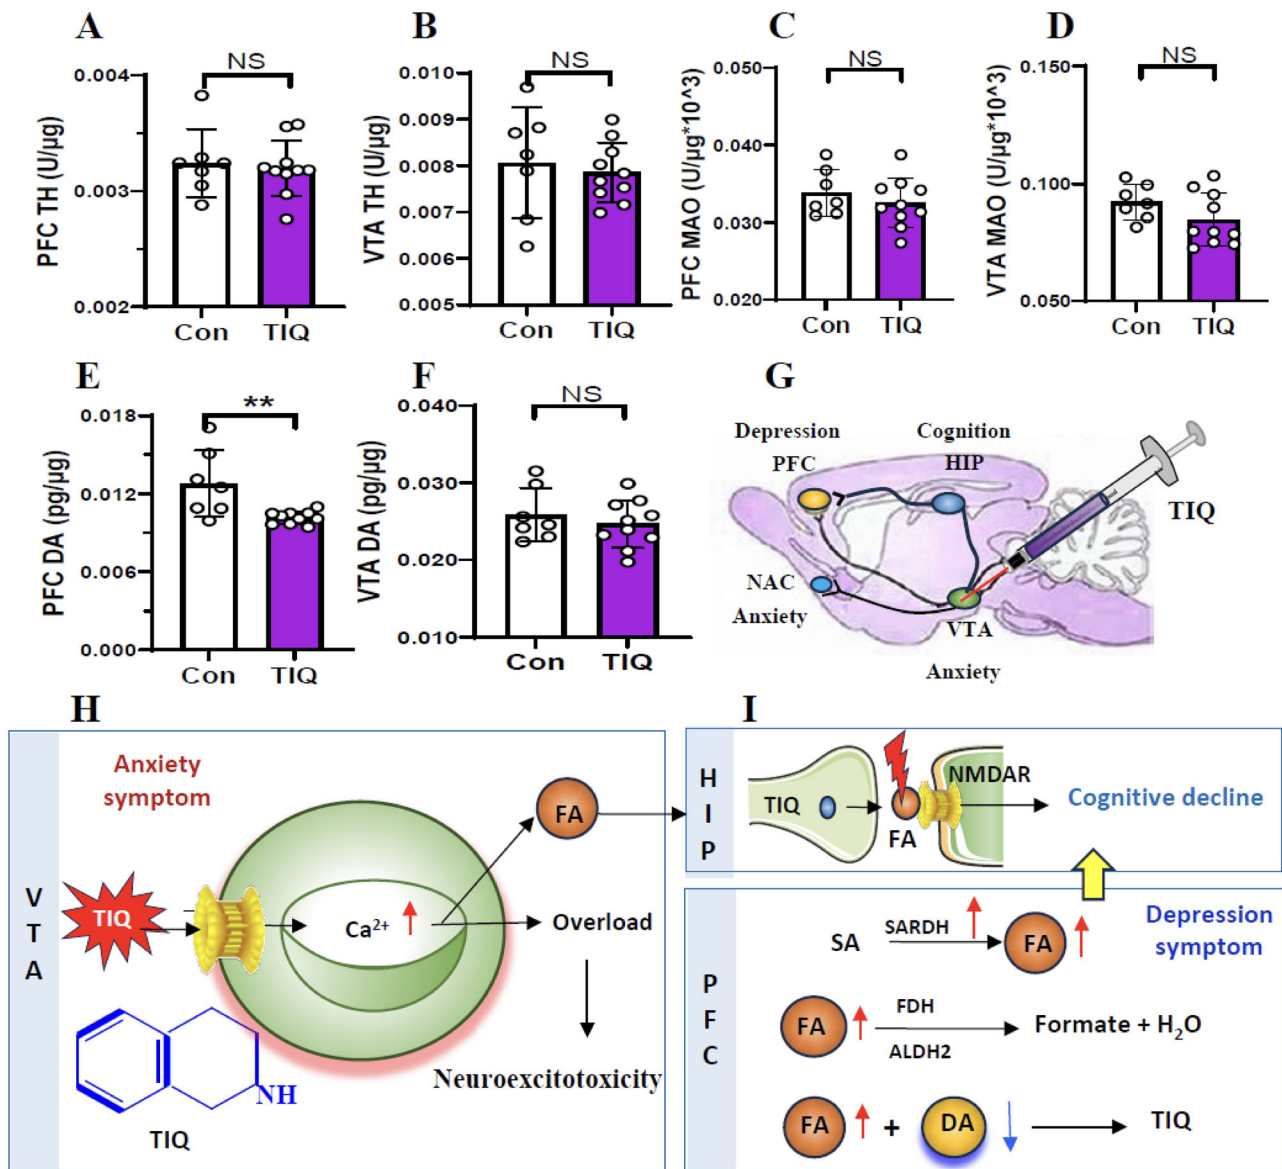 A
B
C
D
NS
NS
NS
NS
PFC TH (U/µg)
0.004
0.003
0.002
Con
TIQ
VTA TH (U/µg)
0.010
0.009
0.008
0.007
0.006
0.005
Con
TIQ
PFC MAO (U/µg*10^3)
0.050
0.040
0.030
0.020
Con
TIQ
VTA MAO (U/µg*10^3)
0.150
0.100
0.050
Con
TIQ
E
F
G
**
PFC DA (pg/µg)
0.018
0.012
0.006
0.000
Con
TIQ
NS
VTA DA (pg/µg)
0.040
0.030
0.020
0.010
Con
TIQ
Depression
PFC
Cognition
HIP
TIQ
NAC
Anxiety
VTA
Anxiety
H
VTA
Anxiety
symptom
TIQ
Ca²⁺
FA
Overload
Neuroexcitotoxicity
NH
TIQ
I
HIP
TIQ
FA
NMDAR
Cognitive decline
PFC
SA
SARDH
FA
Depression
symptom
FA
FDH
ALDH2
Formate + H₂O
FA
+
DA
TIQ